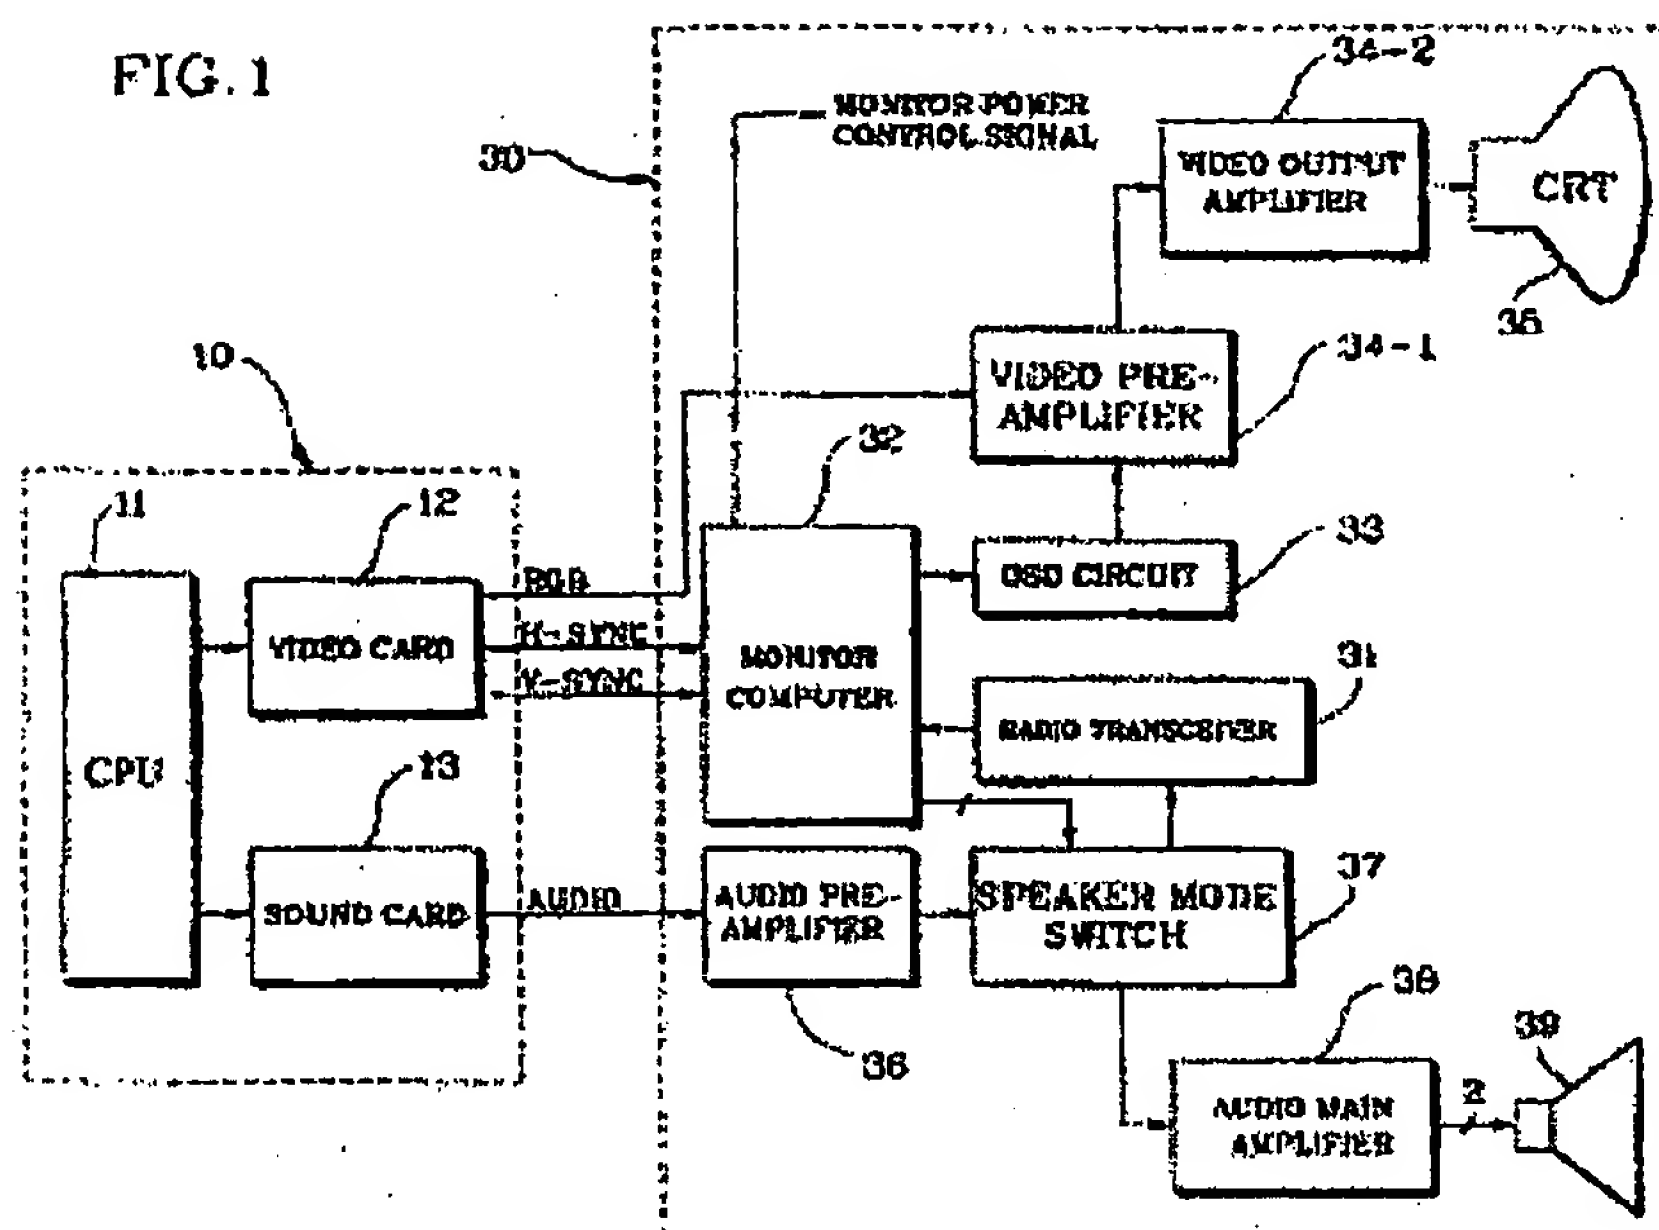 FIG. 1
34-2
MONITOR POWER
CONTROL SIGNAL
30
VIDEO OUTPUT
AMPLIFIER
CRT
35
10
34-1
VIDEO PRE-
AMPLIFIER
32
11
12
33
RGB
OSD CIRCUIT
H-SYNC
VIDEO CARD
MONITOR
COMPUTER
31
V-SYNC
RADIO TRANSCEIVER
CPU
13
37
AUDIO
AUDIO PRE-
AMPLIFIER
SPEAKER MODE
SWITCH
SOUND CARD
38
39
36
2
AUDIO MAIN
AMPLIFIER